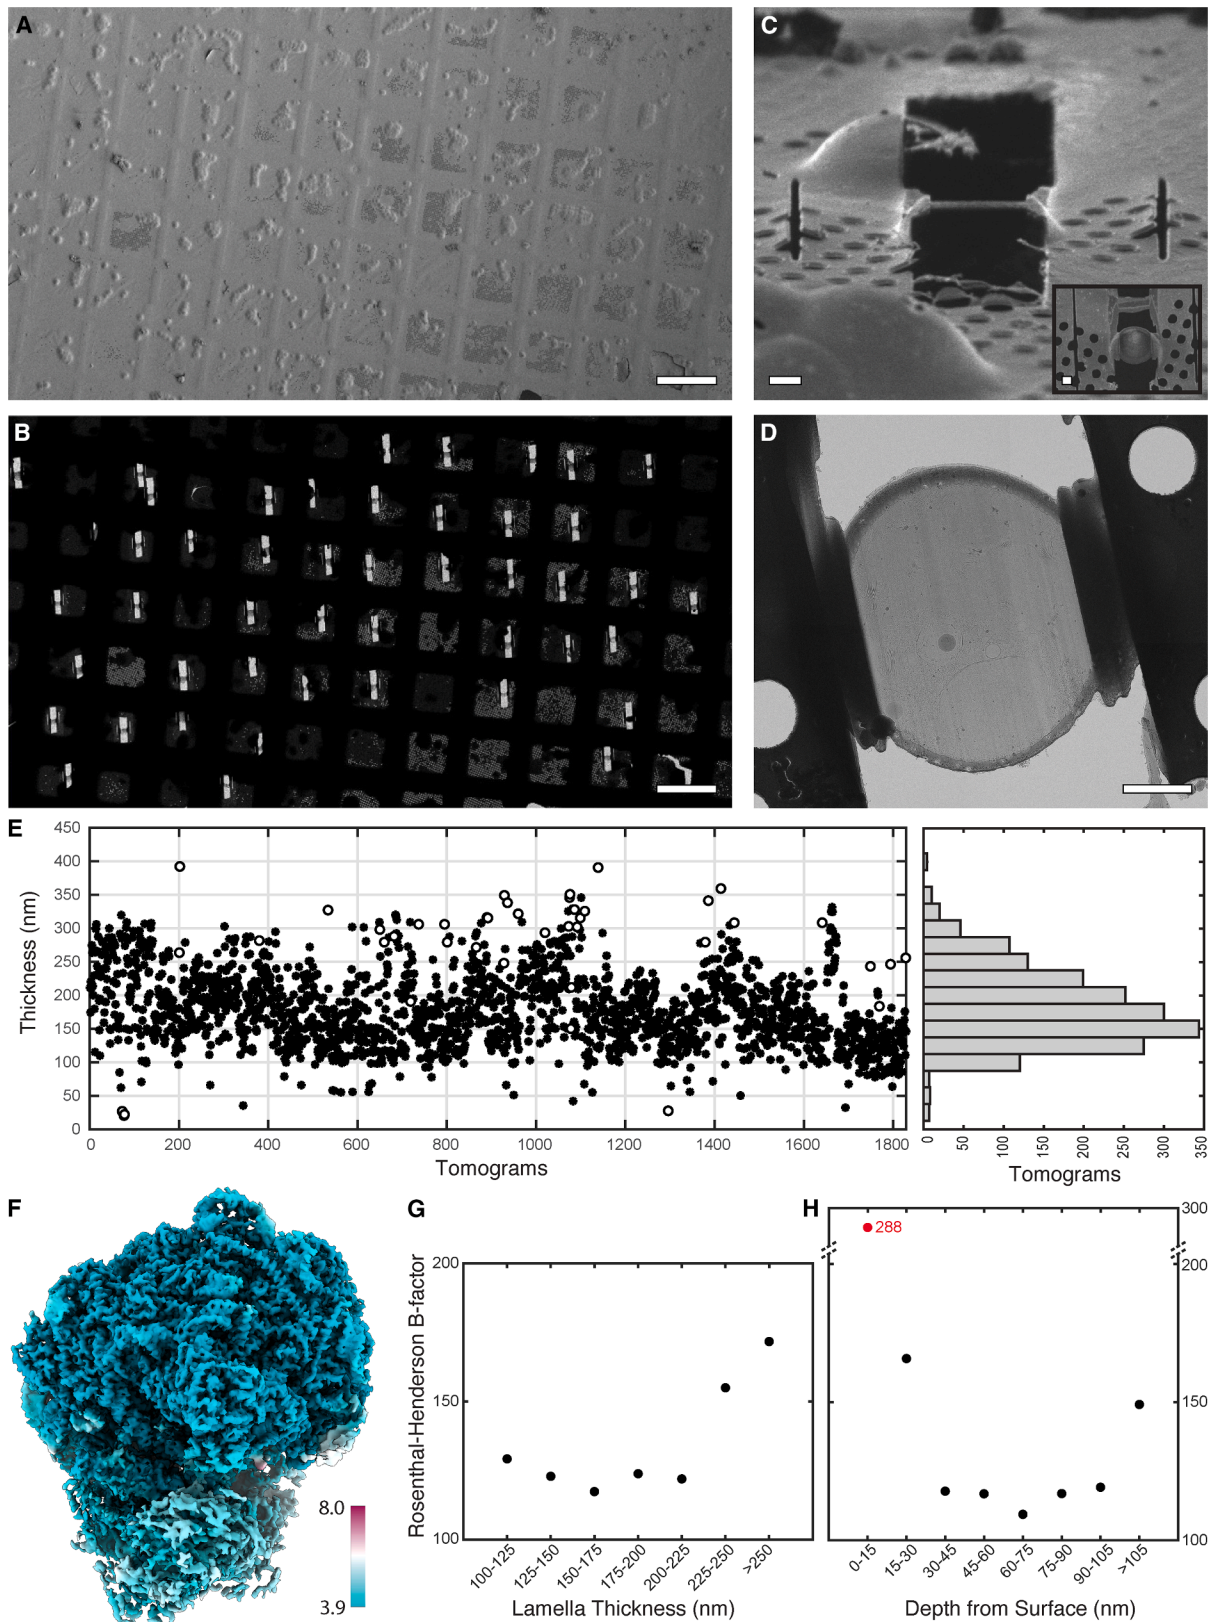 A
C
B
D
E
Thickness (nm)
450
400
350
300
250
200
150
100
50
0
0 200 400 600 800 1000 1200 1400 1600 1800
Tomograms
0 50 100 150 200 250 300 350
Tomograms
F
8.0
3.9
G
Rosenthal-Henderson B-factor
200
150
100
100-125 125-150 150-175 175-200 200-225 225-250 >250
Lamella Thickness (nm)
H
288
300
200
150
100
0-15 15-30 30-45 45-60 60-75 75-90 90-105 >105
Depth from Surface (nm)